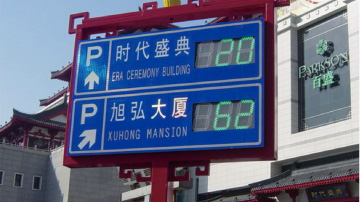 P 时代盛典 20
ERA CEREMONY BUILDING
P 旭弘大厦 62
XUHONG MANSION
PARKSON
百盛